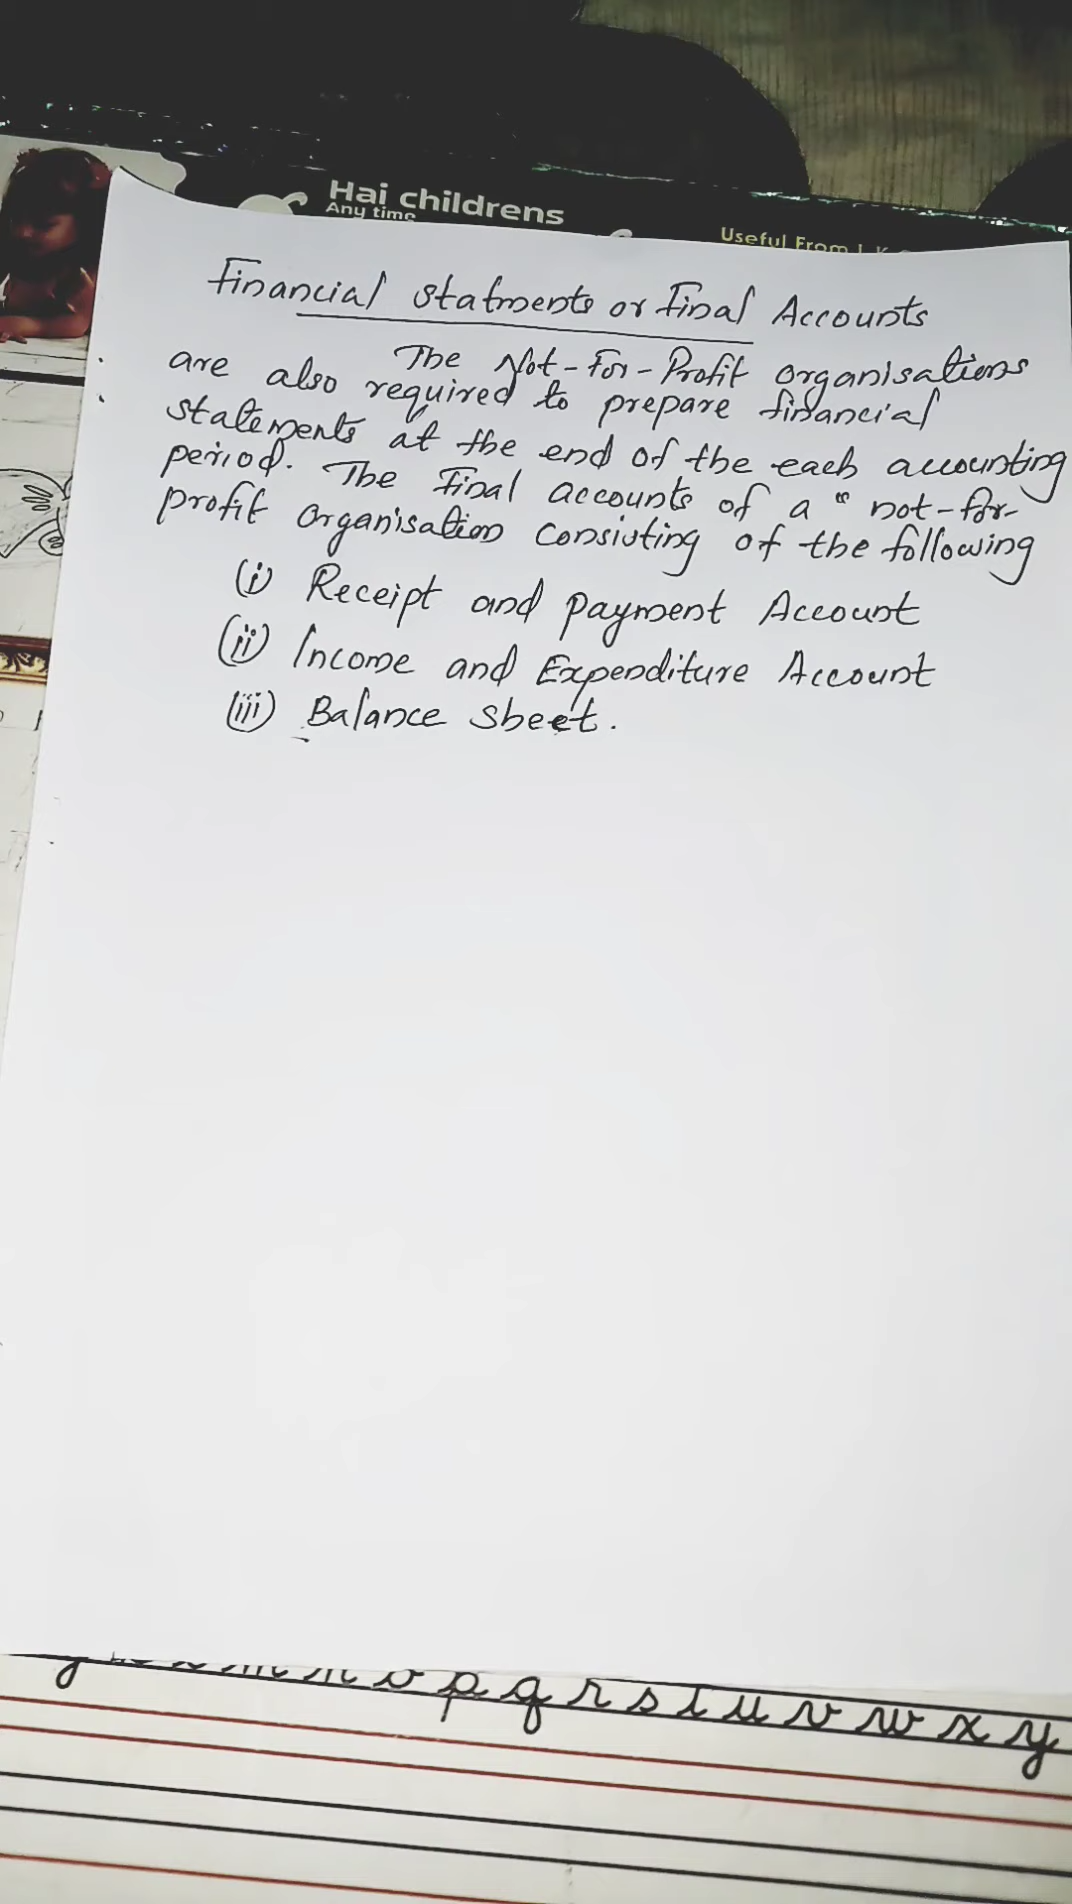 Hai childrens
Any time
Useful From L K
Financial statments or Final Accounts
The Not-For-Profit organisations
are also required to prepare financial
statements at the end of the each accounting
period. The Final accounts of a “ not-for-
profit organisation consisting of the following
(i) Receipt and payment Account
(ii) Income and Expenditure Account
(iii) Balance sheet.
o p q r s t u v w x y